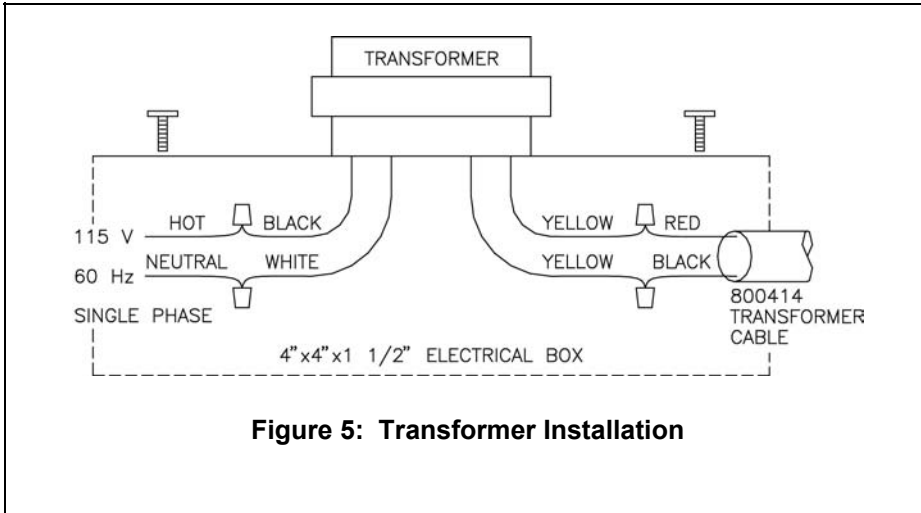 TRANSFORMER
HOT BLACK
115 V
NEUTRAL WHITE
60 Hz
SINGLE PHASE
YELLOW RED
YELLOW BLACK
800414
TRANSFORMER
CABLE
4”x4”x1 1/2” ELECTRICAL BOX
Figure 5: Transformer Installation